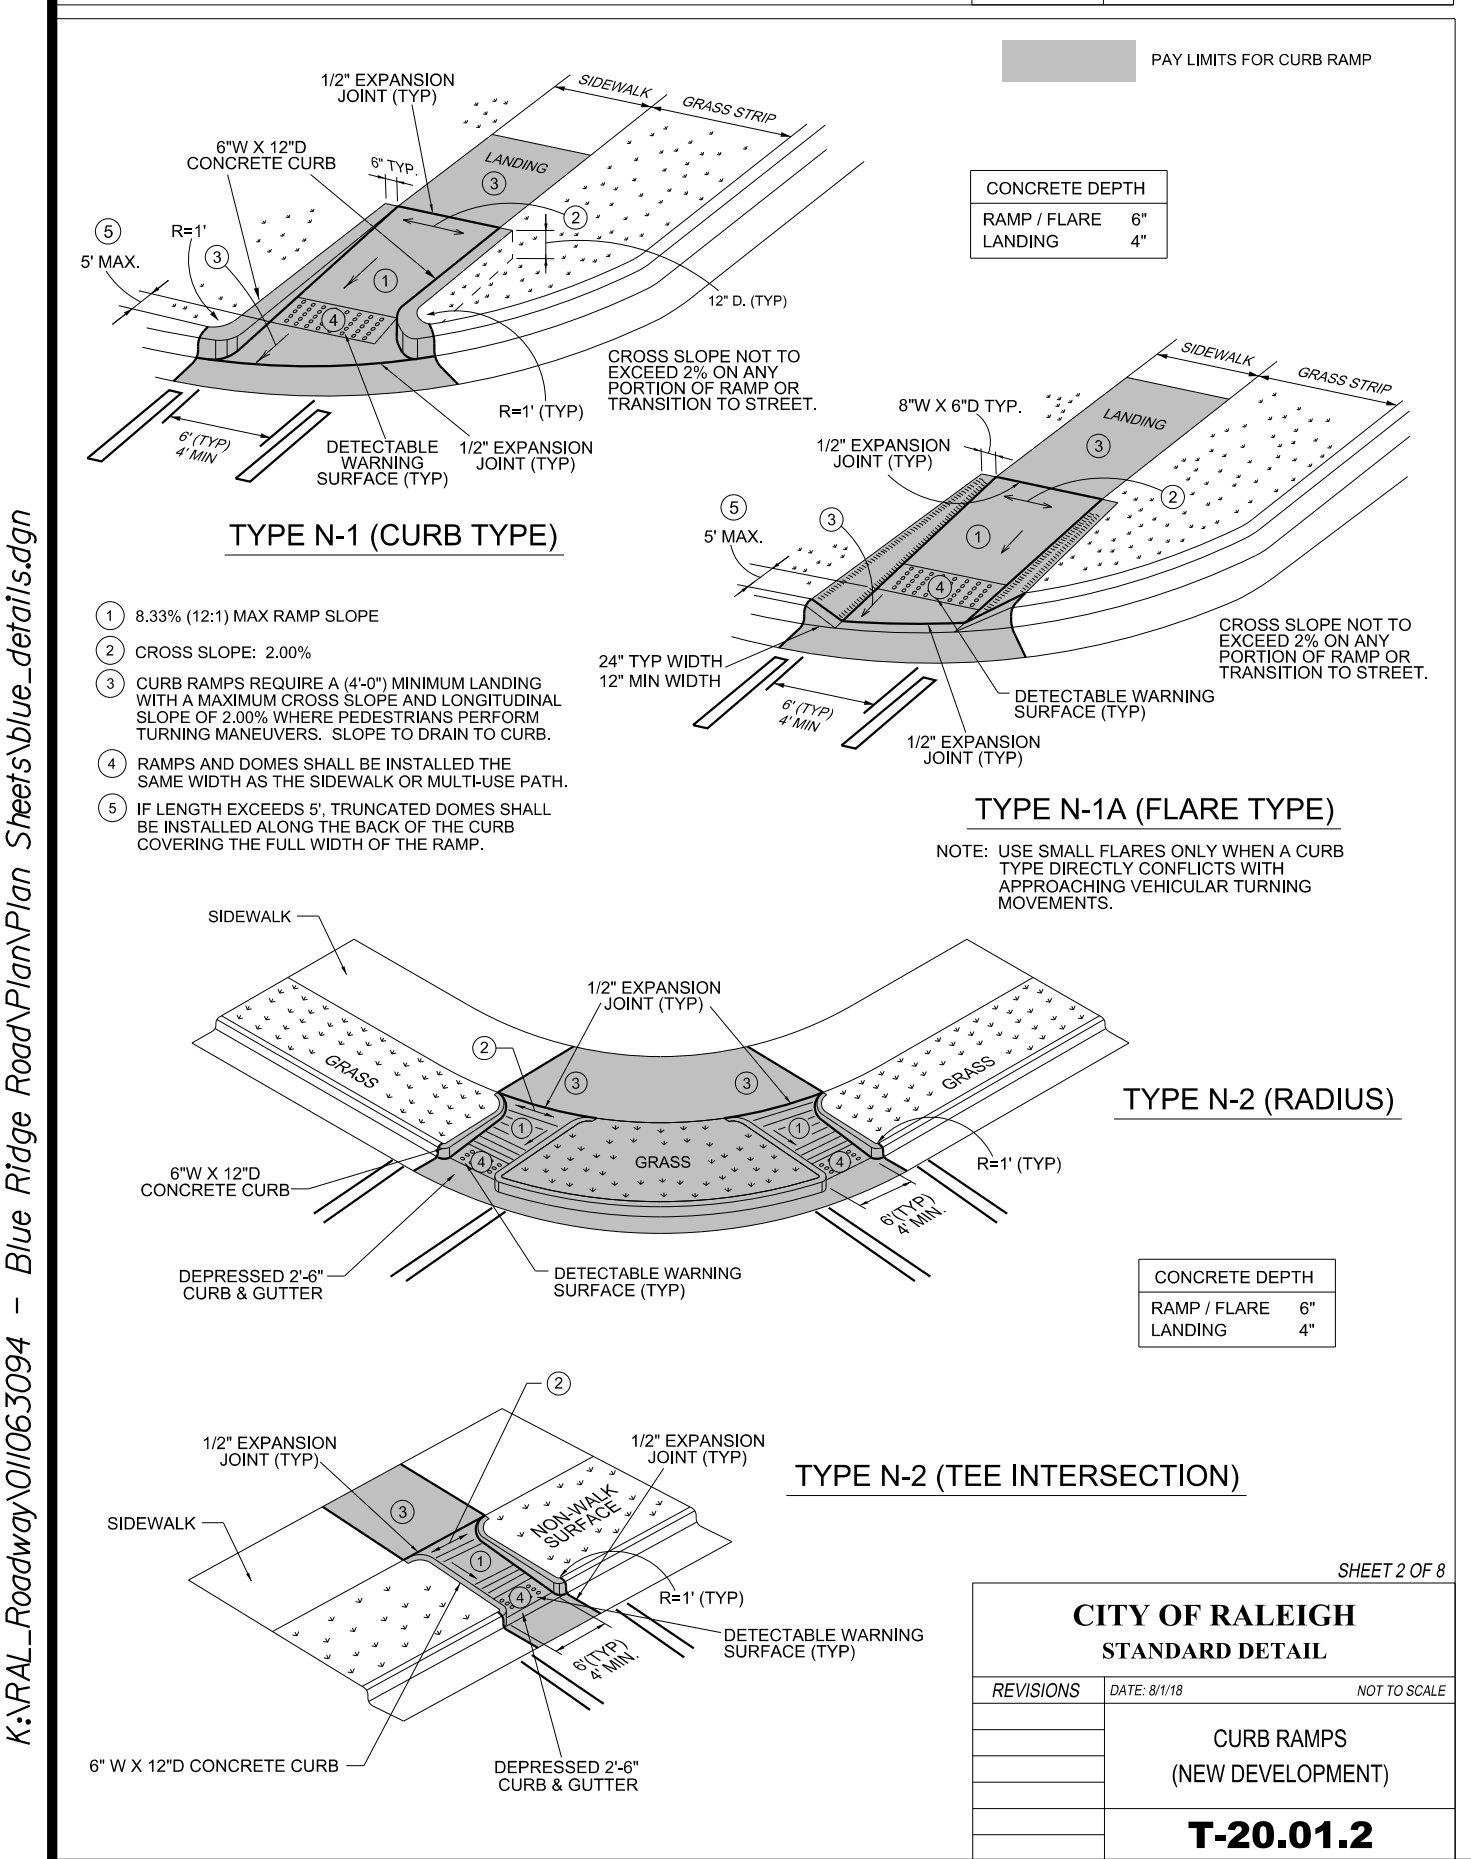 PAY LIMITS FOR CURB RAMP
1/2" EXPANSION
JOINT (TYP)
SIDEWALK
GRASS STRIP
6"W X 12"D
CONCRETE CURB
6" TYP.
LANDING
3
2
5
5' MAX.
R=1'
3
1
4
12" D. (TYP)
CONCRETE DEPTH
RAMP / FLARE 6"
LANDING 4"
CROSS SLOPE NOT TO
EXCEED 2% ON ANY
PORTION OF RAMP OR
TRANSITION TO STREET.
R=1' (TYP)
6' (TYP)
4' MIN
DETECTABLE
WARNING
SURFACE (TYP)
1/2" EXPANSION
JOINT (TYP)
TYPE N-1 (CURB TYPE)
SIDEWALK
GRASS STRIP
8"W X 6"D TYP.
LANDING
3
1/2" EXPANSION
JOINT (TYP)
2
5
5' MAX.
3
1
4
CROSS SLOPE NOT TO
EXCEED 2% ON ANY
PORTION OF RAMP OR
TRANSITION TO STREET.
24" TYP WIDTH
12" MIN WIDTH
6' (TYP)
4' MIN
DETECTABLE WARNING
SURFACE (TYP)
1/2" EXPANSION
JOINT (TYP)
TYPE N-1A (FLARE TYPE)
NOTE: USE SMALL FLARES ONLY WHEN A CURB
TYPE DIRECTLY CONFLICTS WITH
APPROACHING VEHICULAR TURNING
MOVEMENTS.
1 8.33% (12:1) MAX RAMP SLOPE
2 CROSS SLOPE: 2.00%
3 CURB RAMPS REQUIRE A (4'-0") MINIMUM LANDING
WITH A MAXIMUM CROSS SLOPE AND LONGITUDINAL
SLOPE OF 2.00% WHERE PEDESTRIANS PERFORM
TURNING MANEUVERS. SLOPE TO DRAIN TO CURB.
4 RAMPS AND DOMES SHALL BE INSTALLED THE
SAME WIDTH AS THE SIDEWALK OR MULTI-USE PATH.
5 IF LENGTH EXCEEDS 5', TRUNCATED DOMES SHALL
BE INSTALLED ALONG THE BACK OF THE CURB
COVERING THE FULL WIDTH OF THE RAMP.
SIDEWALK
1/2" EXPANSION
JOINT (TYP)
2
GRASS
3
3
GRASS
1
1
4
GRASS
4
R=1' (TYP)
6"W X 12"D
CONCRETE CURB
6'(TYP)
4' MIN.
DEPRESSED 2'-6"
CURB & GUTTER
DETECTABLE WARNING
SURFACE (TYP)
TYPE N-2 (RADIUS)
CONCRETE DEPTH
RAMP / FLARE 6"
LANDING 4"
2
1/2" EXPANSION
JOINT (TYP)
1/2" EXPANSION
JOINT (TYP)
TYPE N-2 (TEE INTERSECTION)
3
NON-WALK
SURFACE
SIDEWALK
1
4
R=1' (TYP)
DETECTABLE WARNING
SURFACE (TYP)
6'(TYP)
4' MIN.
6" W X 12"D CONCRETE CURB
DEPRESSED 2'-6"
CURB & GUTTER
SHEET 2 OF 8
CITY OF RALEIGH
STANDARD DETAIL
REVISIONS
DATE: 8/1/18 NOT TO SCALE
CURB RAMPS
(NEW DEVELOPMENT)
T-20.01.2
K:\RAL_Roadway\011063094 - Blue Ridge Road\Plan\Plan Sheets\blue_details.dgn